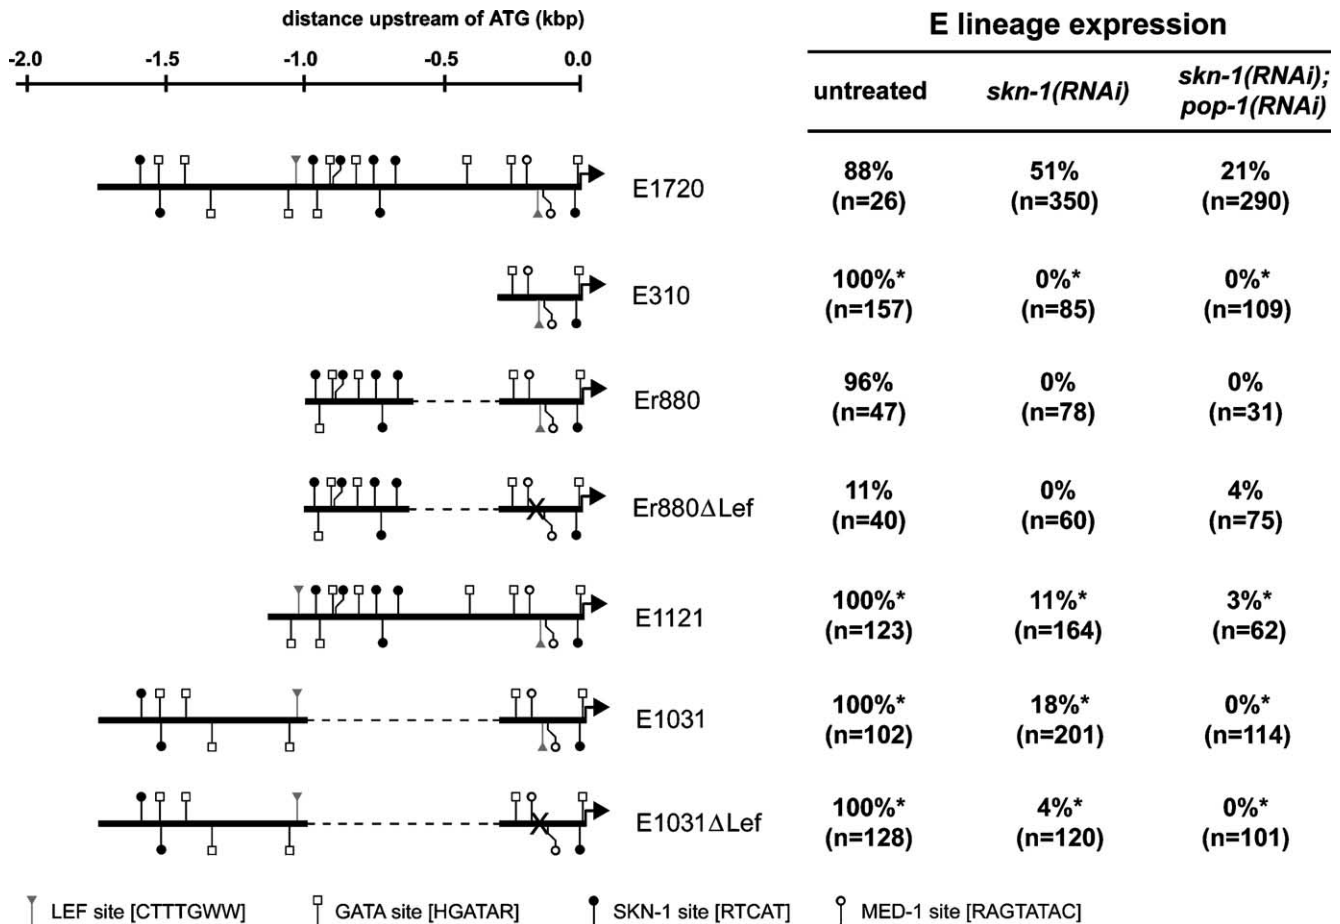 distance upstream of ATG (kbp)
-2.0 -1.5 -1.0 -0.5 0.0
E lineage expression
untreated skn-1(RNAi) skn-1(RNAi);
pop-1(RNAi)
E1720 88% 51% 21%
(n=26) (n=350) (n=290)
E310 100%* 0%* 0%*
(n=157) (n=85) (n=109)
Er880 96% 0% 0%
(n=47) (n=78) (n=31)
Er880ΔLef 11% 0% 4%
(n=40) (n=60) (n=75)
E1121 100%* 11%* 3%*
(n=123) (n=164) (n=62)
E1031 100%* 18%* 0%*
(n=102) (n=201) (n=114)
E1031ΔLef 100%* 4%* 0%*
(n=128) (n=120) (n=101)
LEF site [CTTTGWW] GATA site [HGATAR] SKN-1 site [RTCAT] MED-1 site [RAGTATAC]